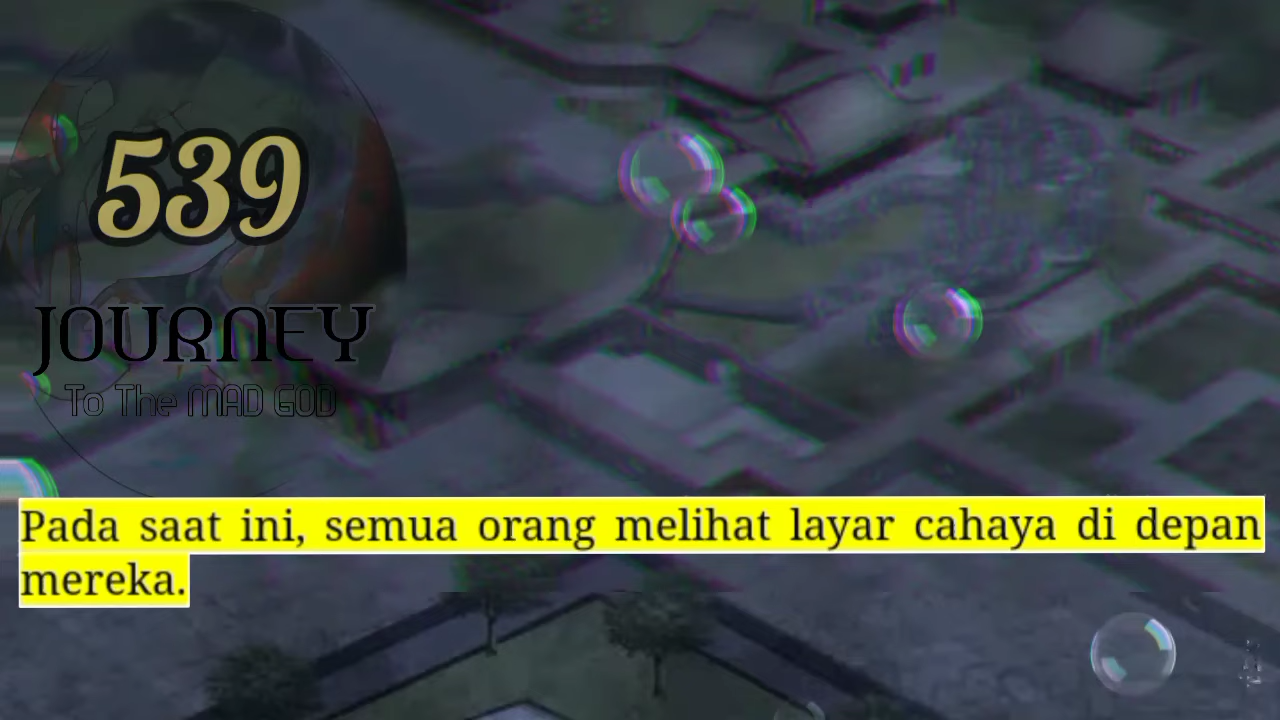 539
JOURNEY
To The MAD GOD
Pada saat ini, semua orang melihat layar cahaya di depan
mereka.